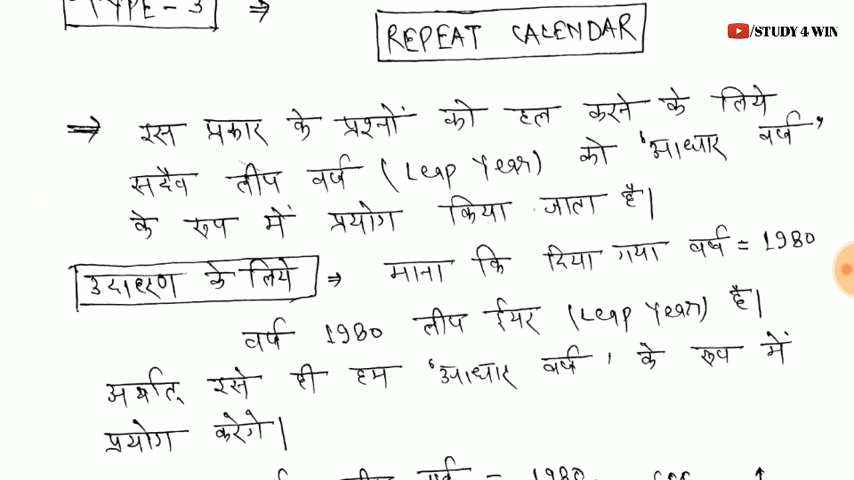 TYPE - 3 ⇒
REPEAT CALENDAR
/STUDY 4 WIN
⇒ इस प्रकार के प्रश्नों को हल करने के लिये
सदैव लीप वर्ष (Leap Year) को 'आधार वर्ष'
के रूप में प्रयोग किया जाता है।
उदाहरण के लिये ⇒ माना कि दिया गया वर्ष = 1980
वर्ष 1980 लीप ईयर (Leap Year) है।
अर्थात् इसे ही हम 'आधार वर्ष' के रूप में
प्रयोग करेगे।
= 1980